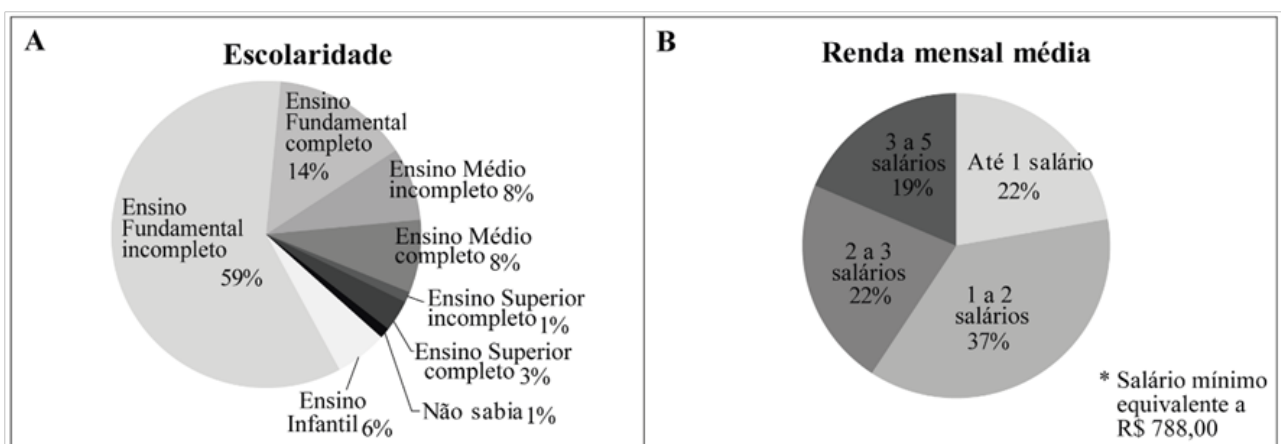 A
Escolaridade
Ensino
Fundamental
completo
14%
Ensino Médio
incompleto 8%
Ensino
Fundamental
incompleto
59%
Ensino Médio
completo 8%
Ensino Superior
incompleto 1%
Ensino Superior
completo 3%
Não sabia 1%
Ensino
Infantil 6%
B
Renda mensal média
3 a 5
salários
19%
Até 1 salário
22%
2 a 3
salários
22%
1 a 2
salários
37%
* Salário mínimo
equivalente a
R$ 788,00